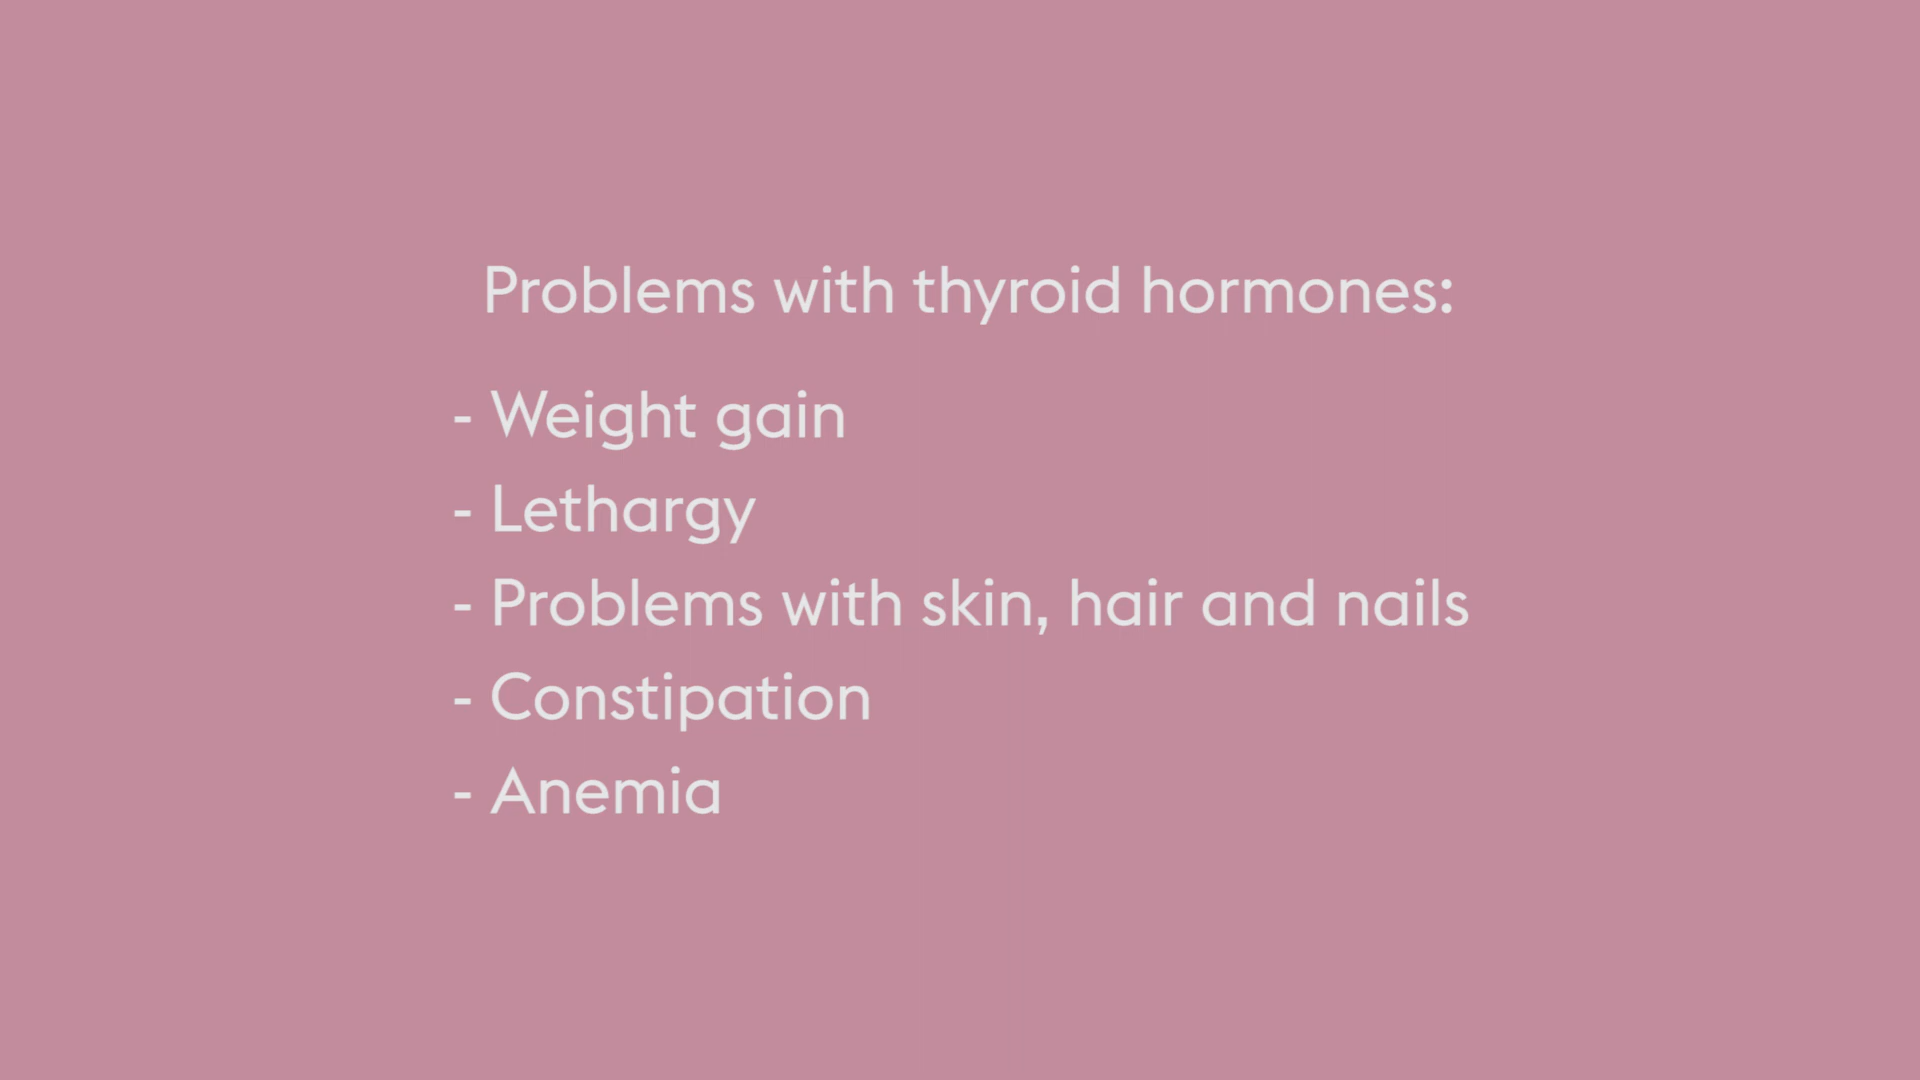 Problems with thyroid hormones:
- Weight gain
- Lethargy
- Problems with skin, hair and nails
- Constipation
- Anemia